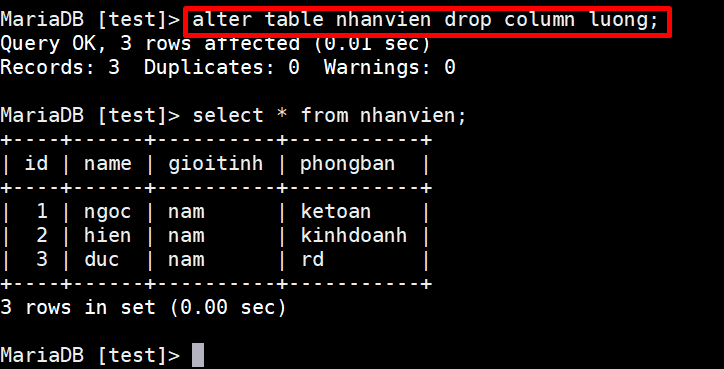 MariaDB [test]> alter table nhanvien drop column luong;
Query OK, 3 rows affected (0.01 sec)
Records: 3  Duplicates: 0  Warnings: 0
MariaDB [test]> select * from nhanvien;
+----+------+----------+-----------+
| id | name | gioitinh | phongban  |
+----+------+----------+-----------+
|  1 | ngoc | nam      | ketoan    |
|  2 | hien | nam      | kinhdoanh |
|  3 | duc  | nam      | rd        |
+----+------+----------+-----------+
3 rows in set (0.00 sec)
MariaDB [test]>